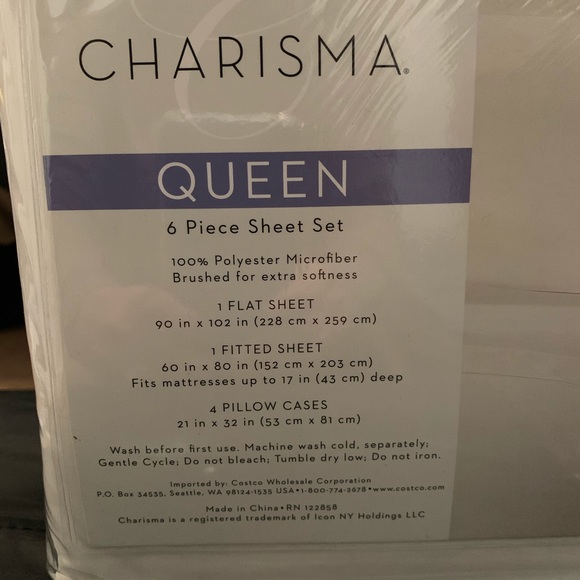 CHARISMA®
QUEEN
6 Piece Sheet Set
100% Polyester Microfiber
Brushed for extra softness
1 FLAT SHEET
90 in x 102 in (228 cm x 259 cm)
1 FITTED SHEET
60 in x 80 in (152 cm x 203 cm)
Fits mattresses up to 17 in (43 cm) deep
4 PILLOW CASES
21 in x 32 in (53 cm x 81 cm)
Wash before first use. Machine wash cold, separately;
Gentle Cycle; Do not bleach; Tumble dry low; Do not iron.
Imported by: Costco Wholesale Corporation
P.O. Box 34535, Seattle, WA 98124-1535 USA•1-800-774-2678•www.costco.com
Made in China•RN 122858
Charisma is a registered trademark of Icon NY Holdings LLC